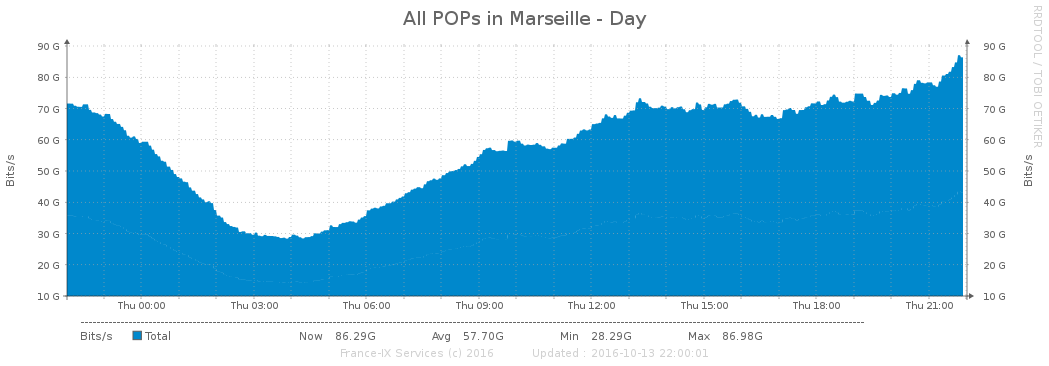 All POPs in Marseille - Day
RRDTOOL / TOBI OETIKER
Bits/s
90 G 90 G
80 G 80 G
70 G 70 G
60 G 60 G
50 G 50 G
40 G 40 G
30 G 30 G
20 G 20 G
10 G 10 G
Bits/s
Thu 00:00 Thu 03:00 Thu 06:00 Thu 09:00 Thu 12:00 Thu 15:00 Thu 18:00 Thu 21:00
Bits/s Total Now 86.29G Avg 57.70G Min 28.29G Max 86.98G
France-IX Services (c) 2016 Updated : 2016-10-13 22:00:01